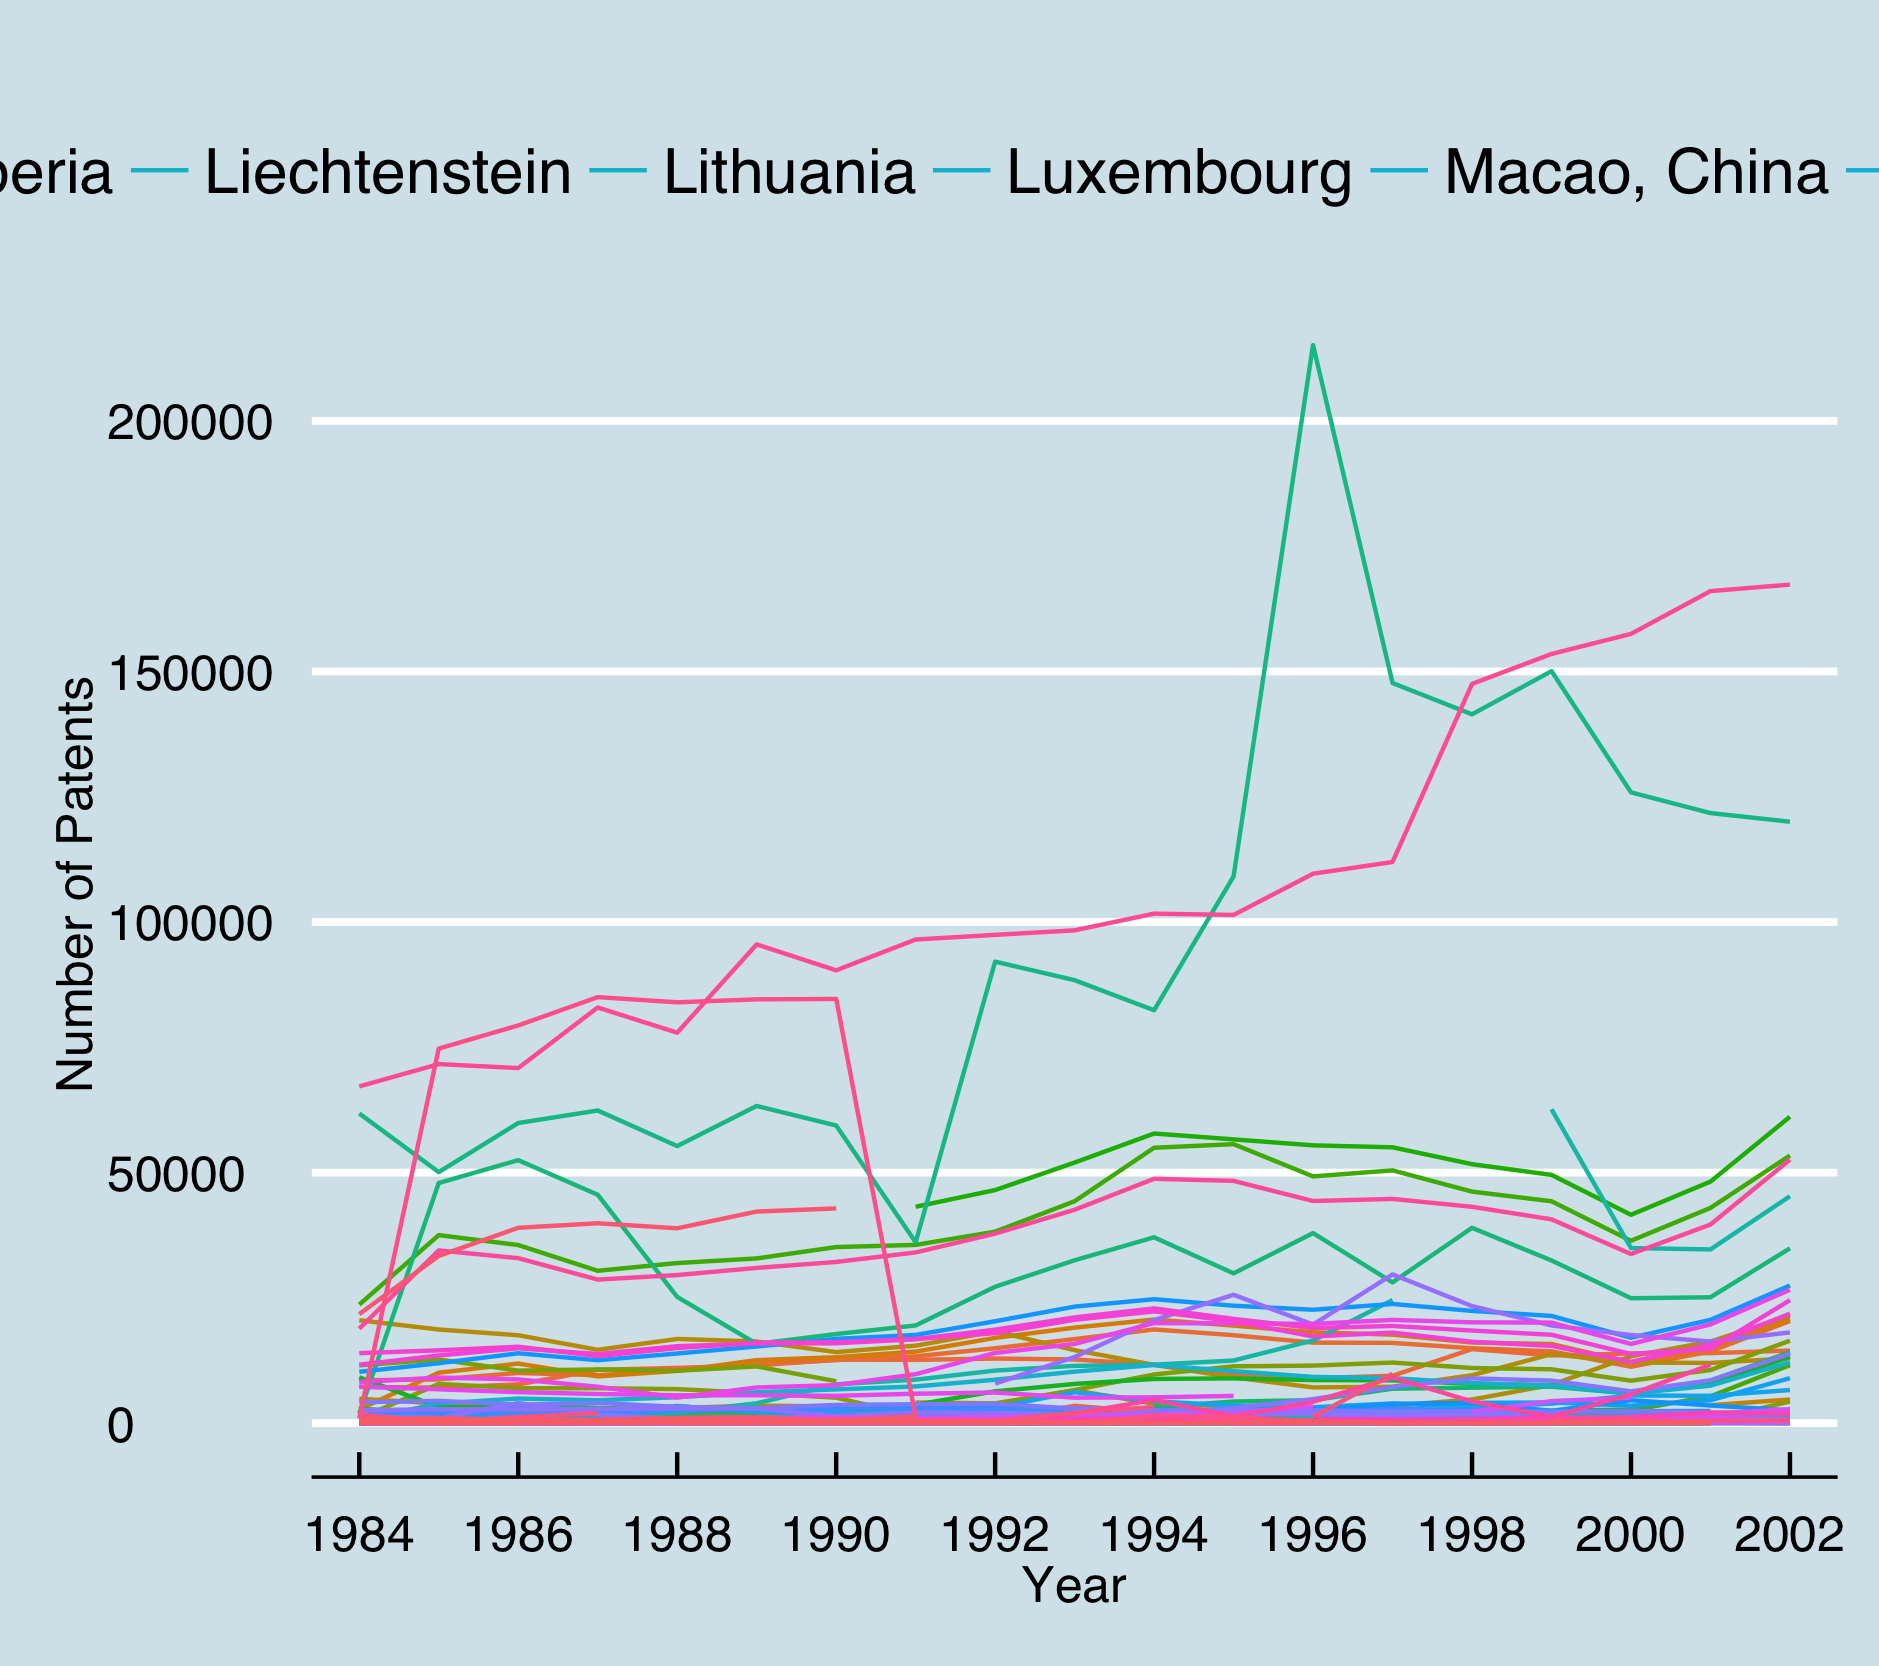 peria Liechtenstein Lithuania Luxembourg Macao, China
200000
150000
100000
50000
0
Number of Patents
1984 1986 1988 1990 1992 1994 1996 1998 2000 2002
Year